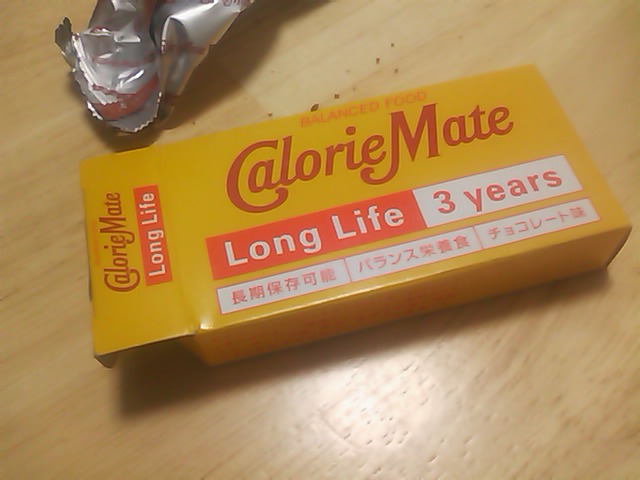 BALANCED FOOD
CalorieMate
Long Life 3 years
長期保存可能 バランス栄養食 チョコレート味
CalorieMate
Long Life